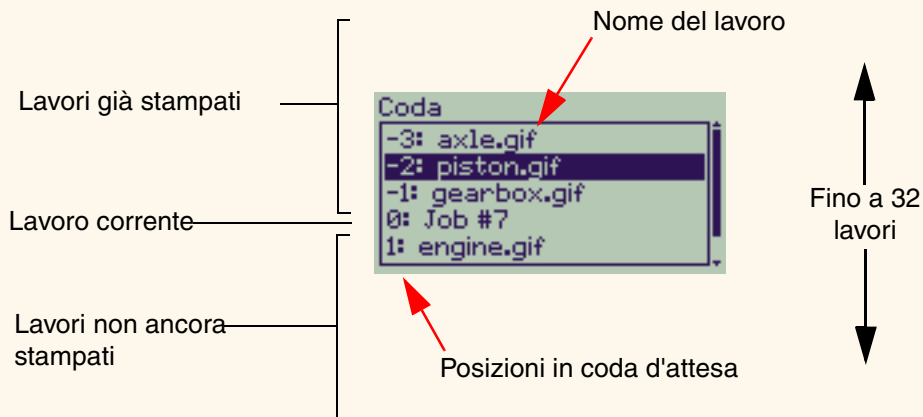 Nome del lavoro
Lavori già stampati
Coda
-3: axle.gif
-2: piston.gif
-1: gearbox.gif
0: Job #7
1: engine.gif
Lavoro corrente
Fino a 32
lavori
Lavori non ancora
stampati
Posizioni in coda d'attesa